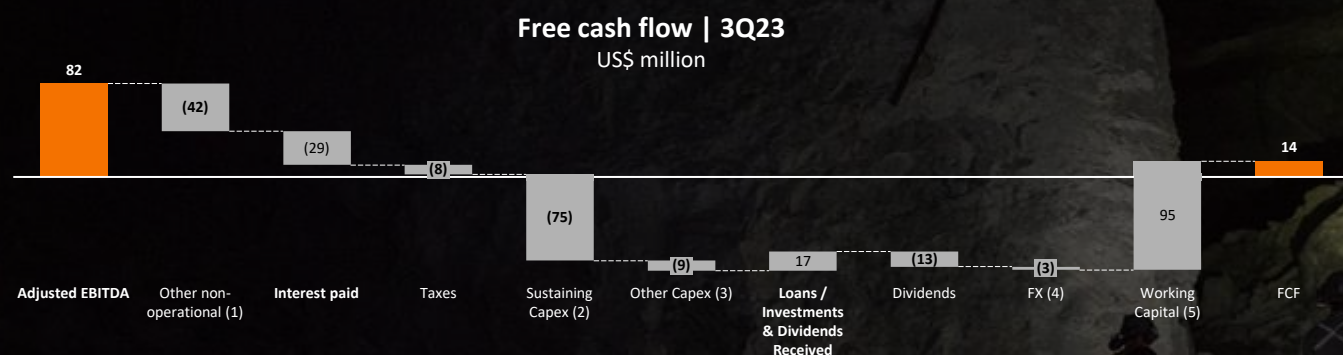 Free cash flow | 3Q23
US$ million
82
(42)
(29)
(8)
(75)
(9)
17
(13)
(3)
95
14
Adjusted EBITDA
Other non-
operational (1)
Interest paid
Taxes
Sustaining
Capex (2)
Other Capex (3)
Loans /
Investments
& Dividends
Received
Dividends
FX (4)
Working
Capital (5)
FCF